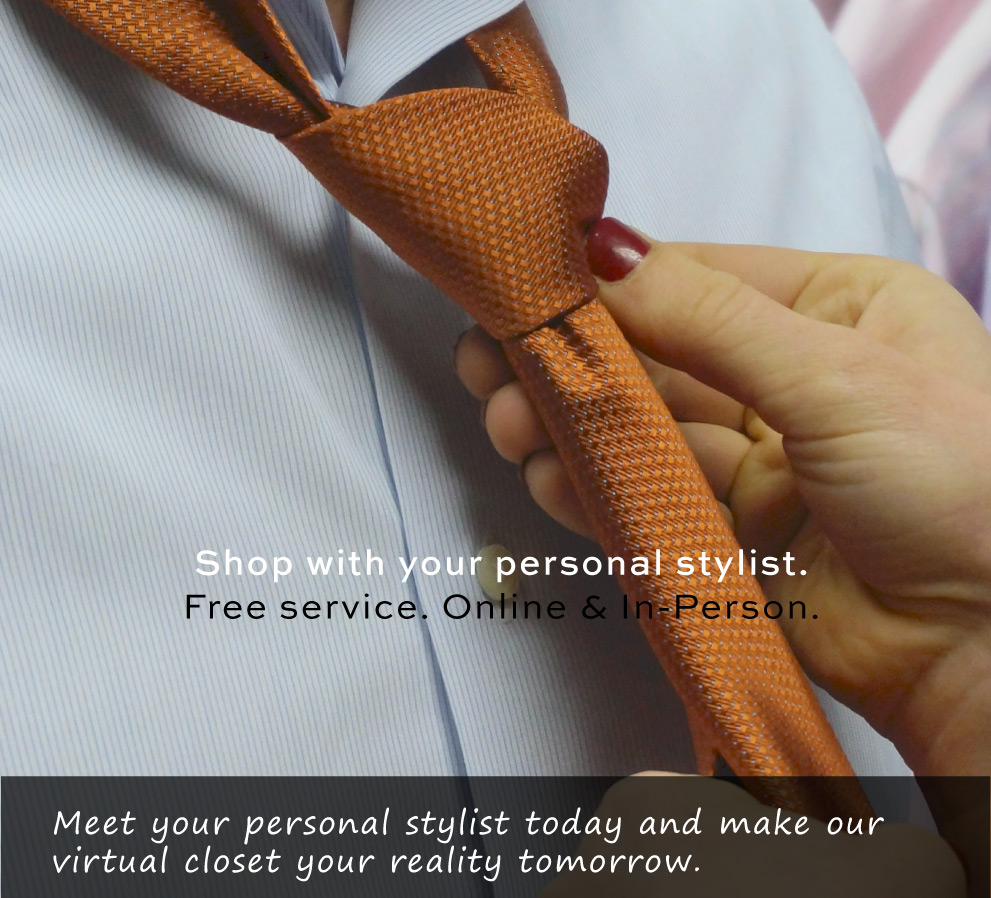 Shop with your personal stylist.
Free service. Online & In-Person.
Meet your personal stylist today and make our
virtual closet your reality tomorrow.